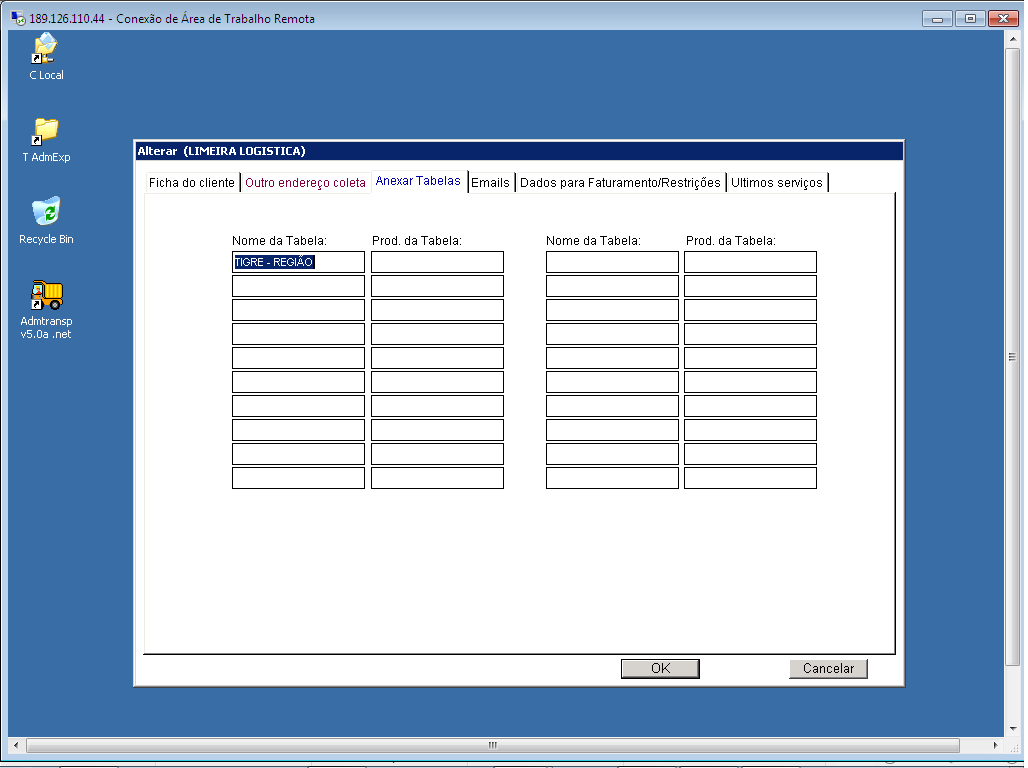 189.126.110.44 - Conexão de Área de Trabalho Remota
C Local
T AdmExp
Recycle Bin
Admtransp
v5.0a .net
Alterar (LIMEIRA LOGISTICA)
Ficha do cliente Outro endereço coleta Anexar Tabelas Emails Dados para Faturamento/Restrições Ultimos serviços
Nome da Tabela: Prod. da Tabela: Nome da Tabela: Prod. da Tabela:
TIGRE - REGIÃO
OK Cancelar